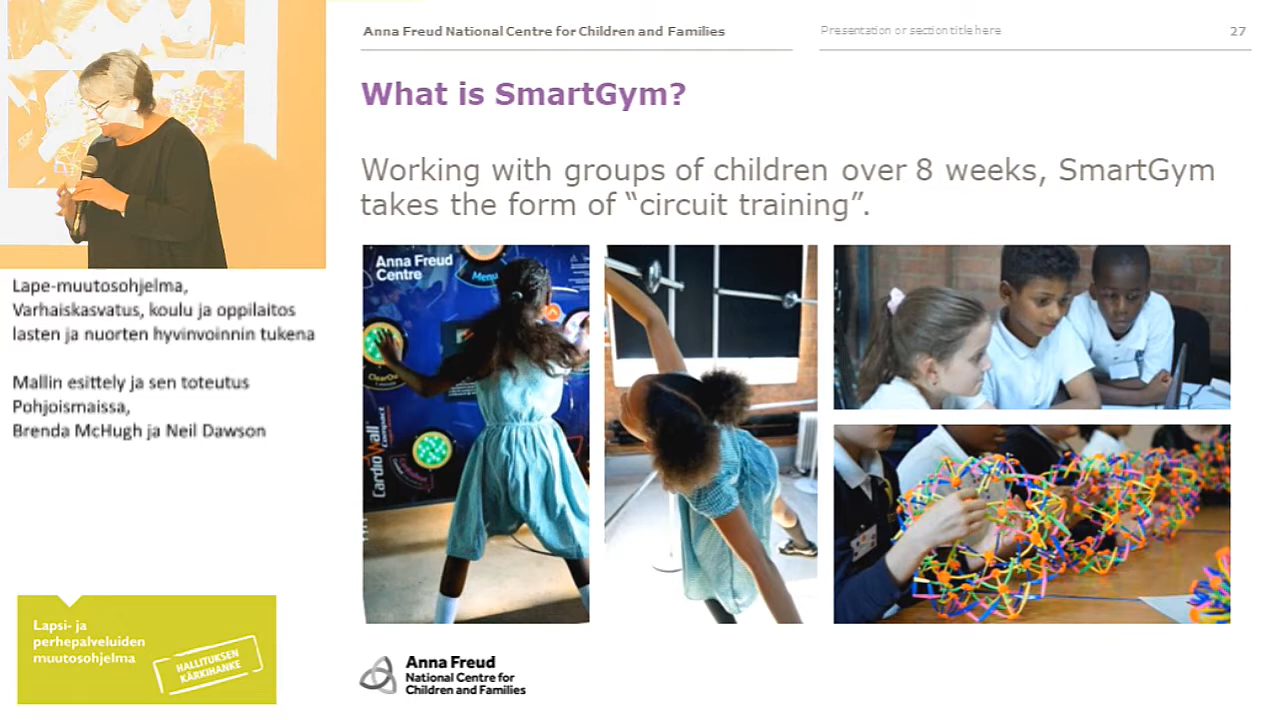 Anna Freud National Centre for Children and Families
Presentation or section title here
27
What is SmartGym?
Working with groups of children over 8 weeks, SmartGym
takes the form of “circuit training”.
Anna Freud
Centre
Menu
CardioWall
Compact
Lape-muutosohjelma,
Varhaiskasvatus, koulu ja oppilaitos
lasten ja nuorten hyvinvoinnin tukena
Mallin esittely ja sen toteutus
Pohjoismaissa,
Brenda McHugh ja Neil Dawson
Lapsi- ja
perhepalveluiden
muutosohjelma
HALLITUKSEN
KÄRKIHANKE
Anna Freud
National Centre for
Children and Families